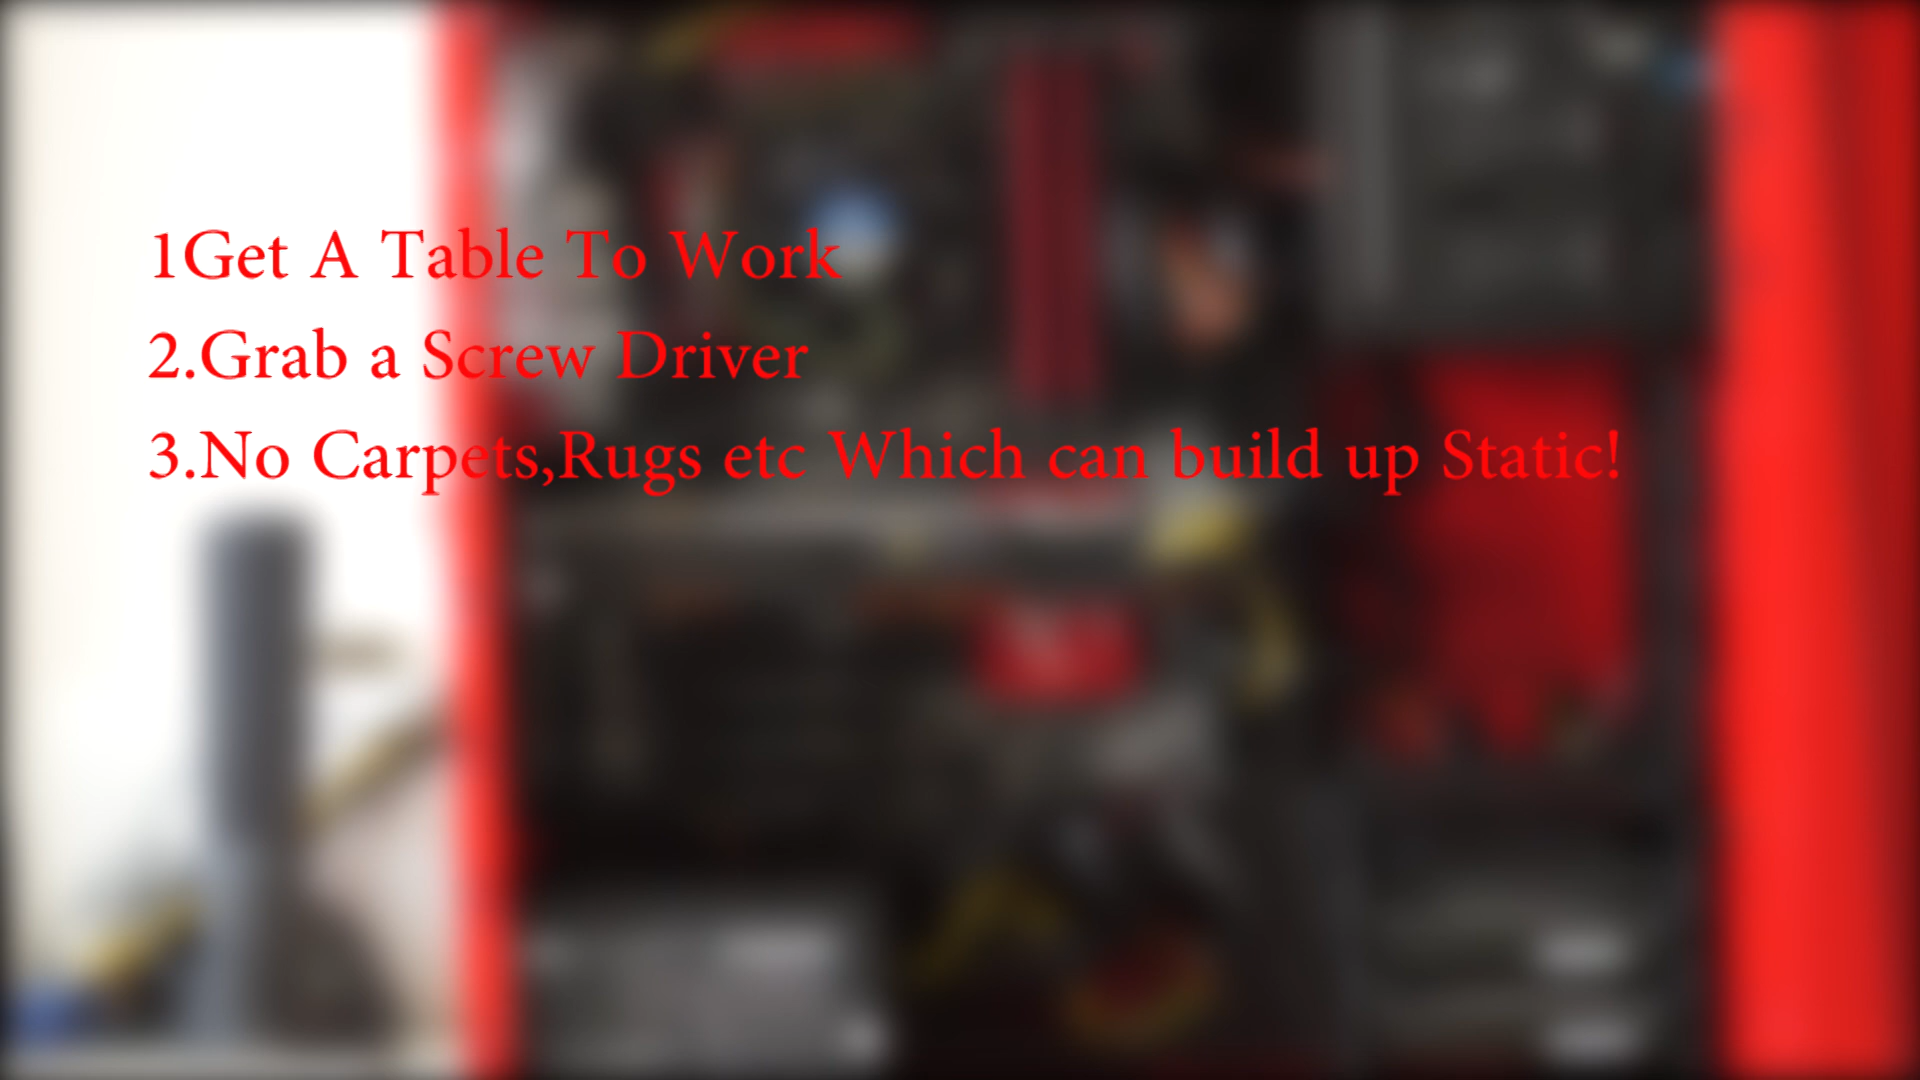 1Get A Table To Work
2.Grab a Screw Driver
3.No Carpets,Rugs etc Which can build up Static!